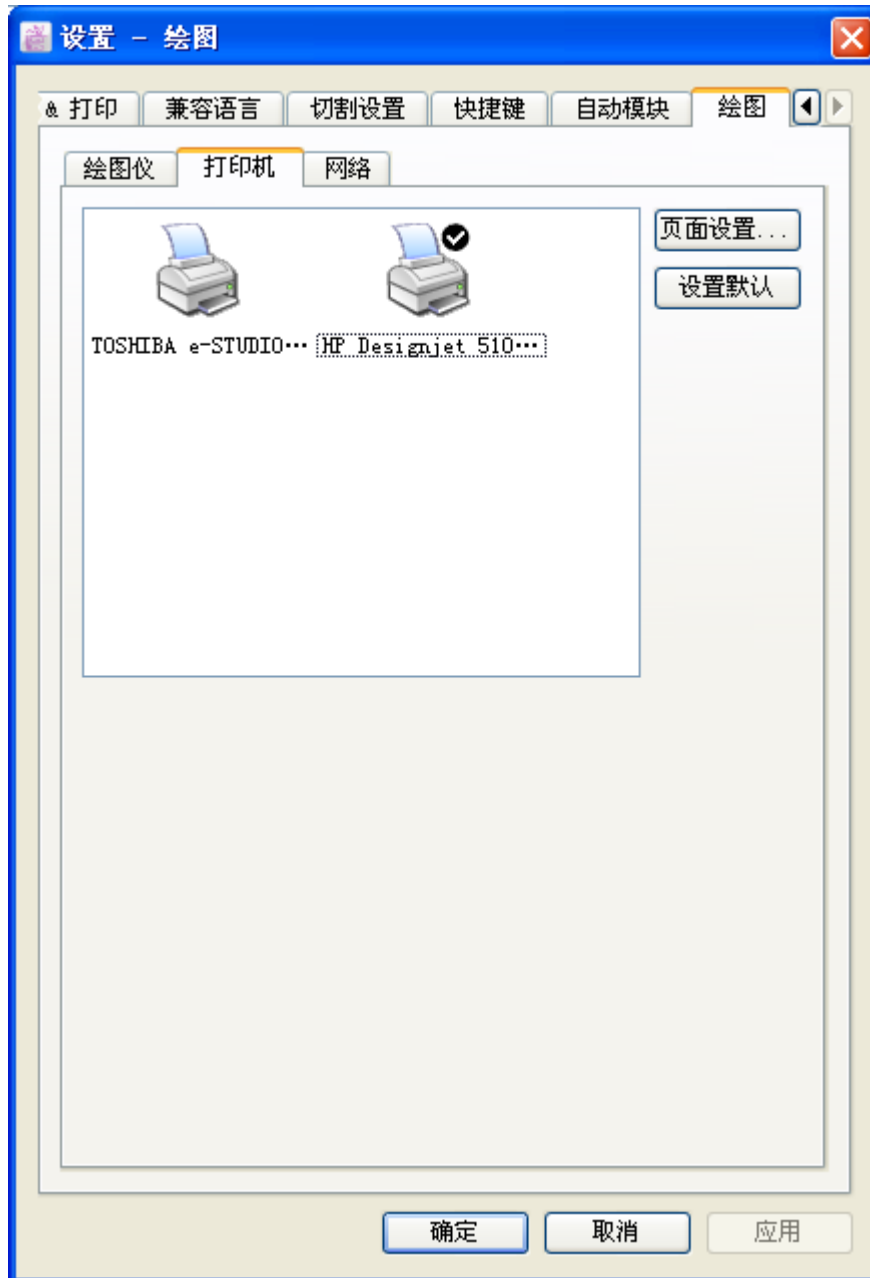 设置 - 绘图
& 打印 兼容语言 切割设置 快捷键 自动模块 绘图
绘图仪 打印机 网络
页面设置...
设置默认
TOSHIBA e-STUDIO… HP Designjet 510…
确定 取消 应用